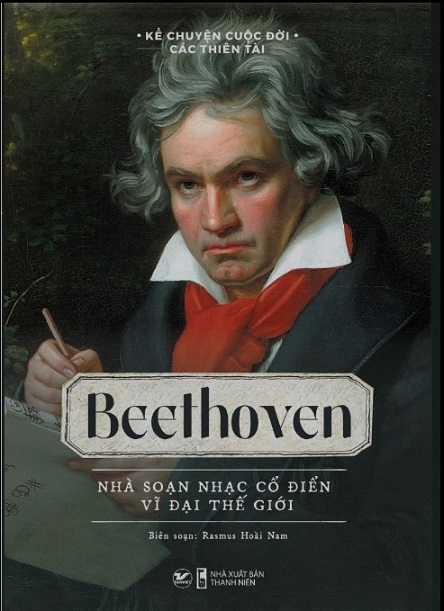 • KỂ CHUYỆN CUỘC ĐỜI •
CÁC THIÊN TÀI
Beethoven
NHÀ SOẠN NHẠC CỔ ĐIỂN
VĨ ĐẠI THẾ GIỚI
Biên soạn: Rasmus Hoài Nam
NHÀ XUẤT BẢN
THANH NIÊN